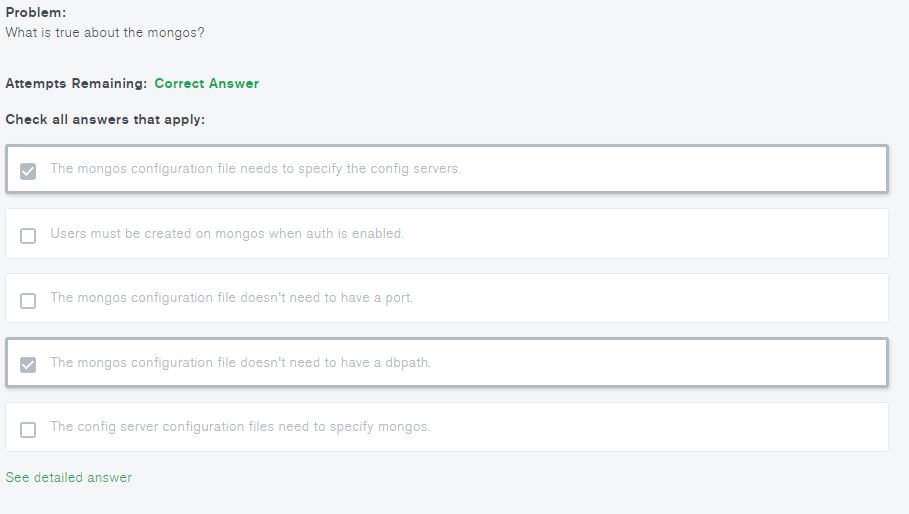 Problem:
What is true about the mongos?
Attempts Remaining: Correct Answer
Check all answers that apply:
The mongos configuration file needs to specify the config servers.
Users must be created on mongos when auth is enabled.
The mongos configuration file doesn't need to have a port.
The mongos configuration file doesn't need to have a dbpath.
The config server configuration files need to specify mongos.
See detailed answer